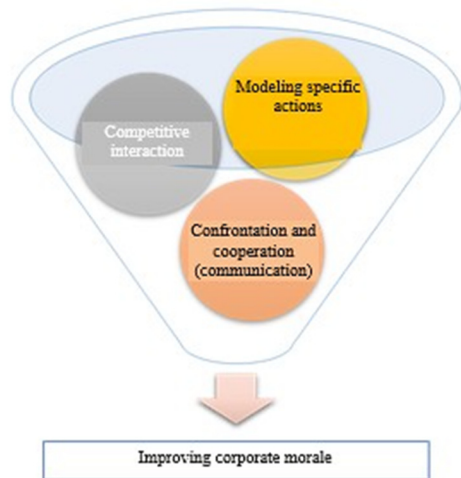 Modeling specific
actions
Competitive
interaction
Confrontation and
cooperation
(communication)
Improving corporate morale